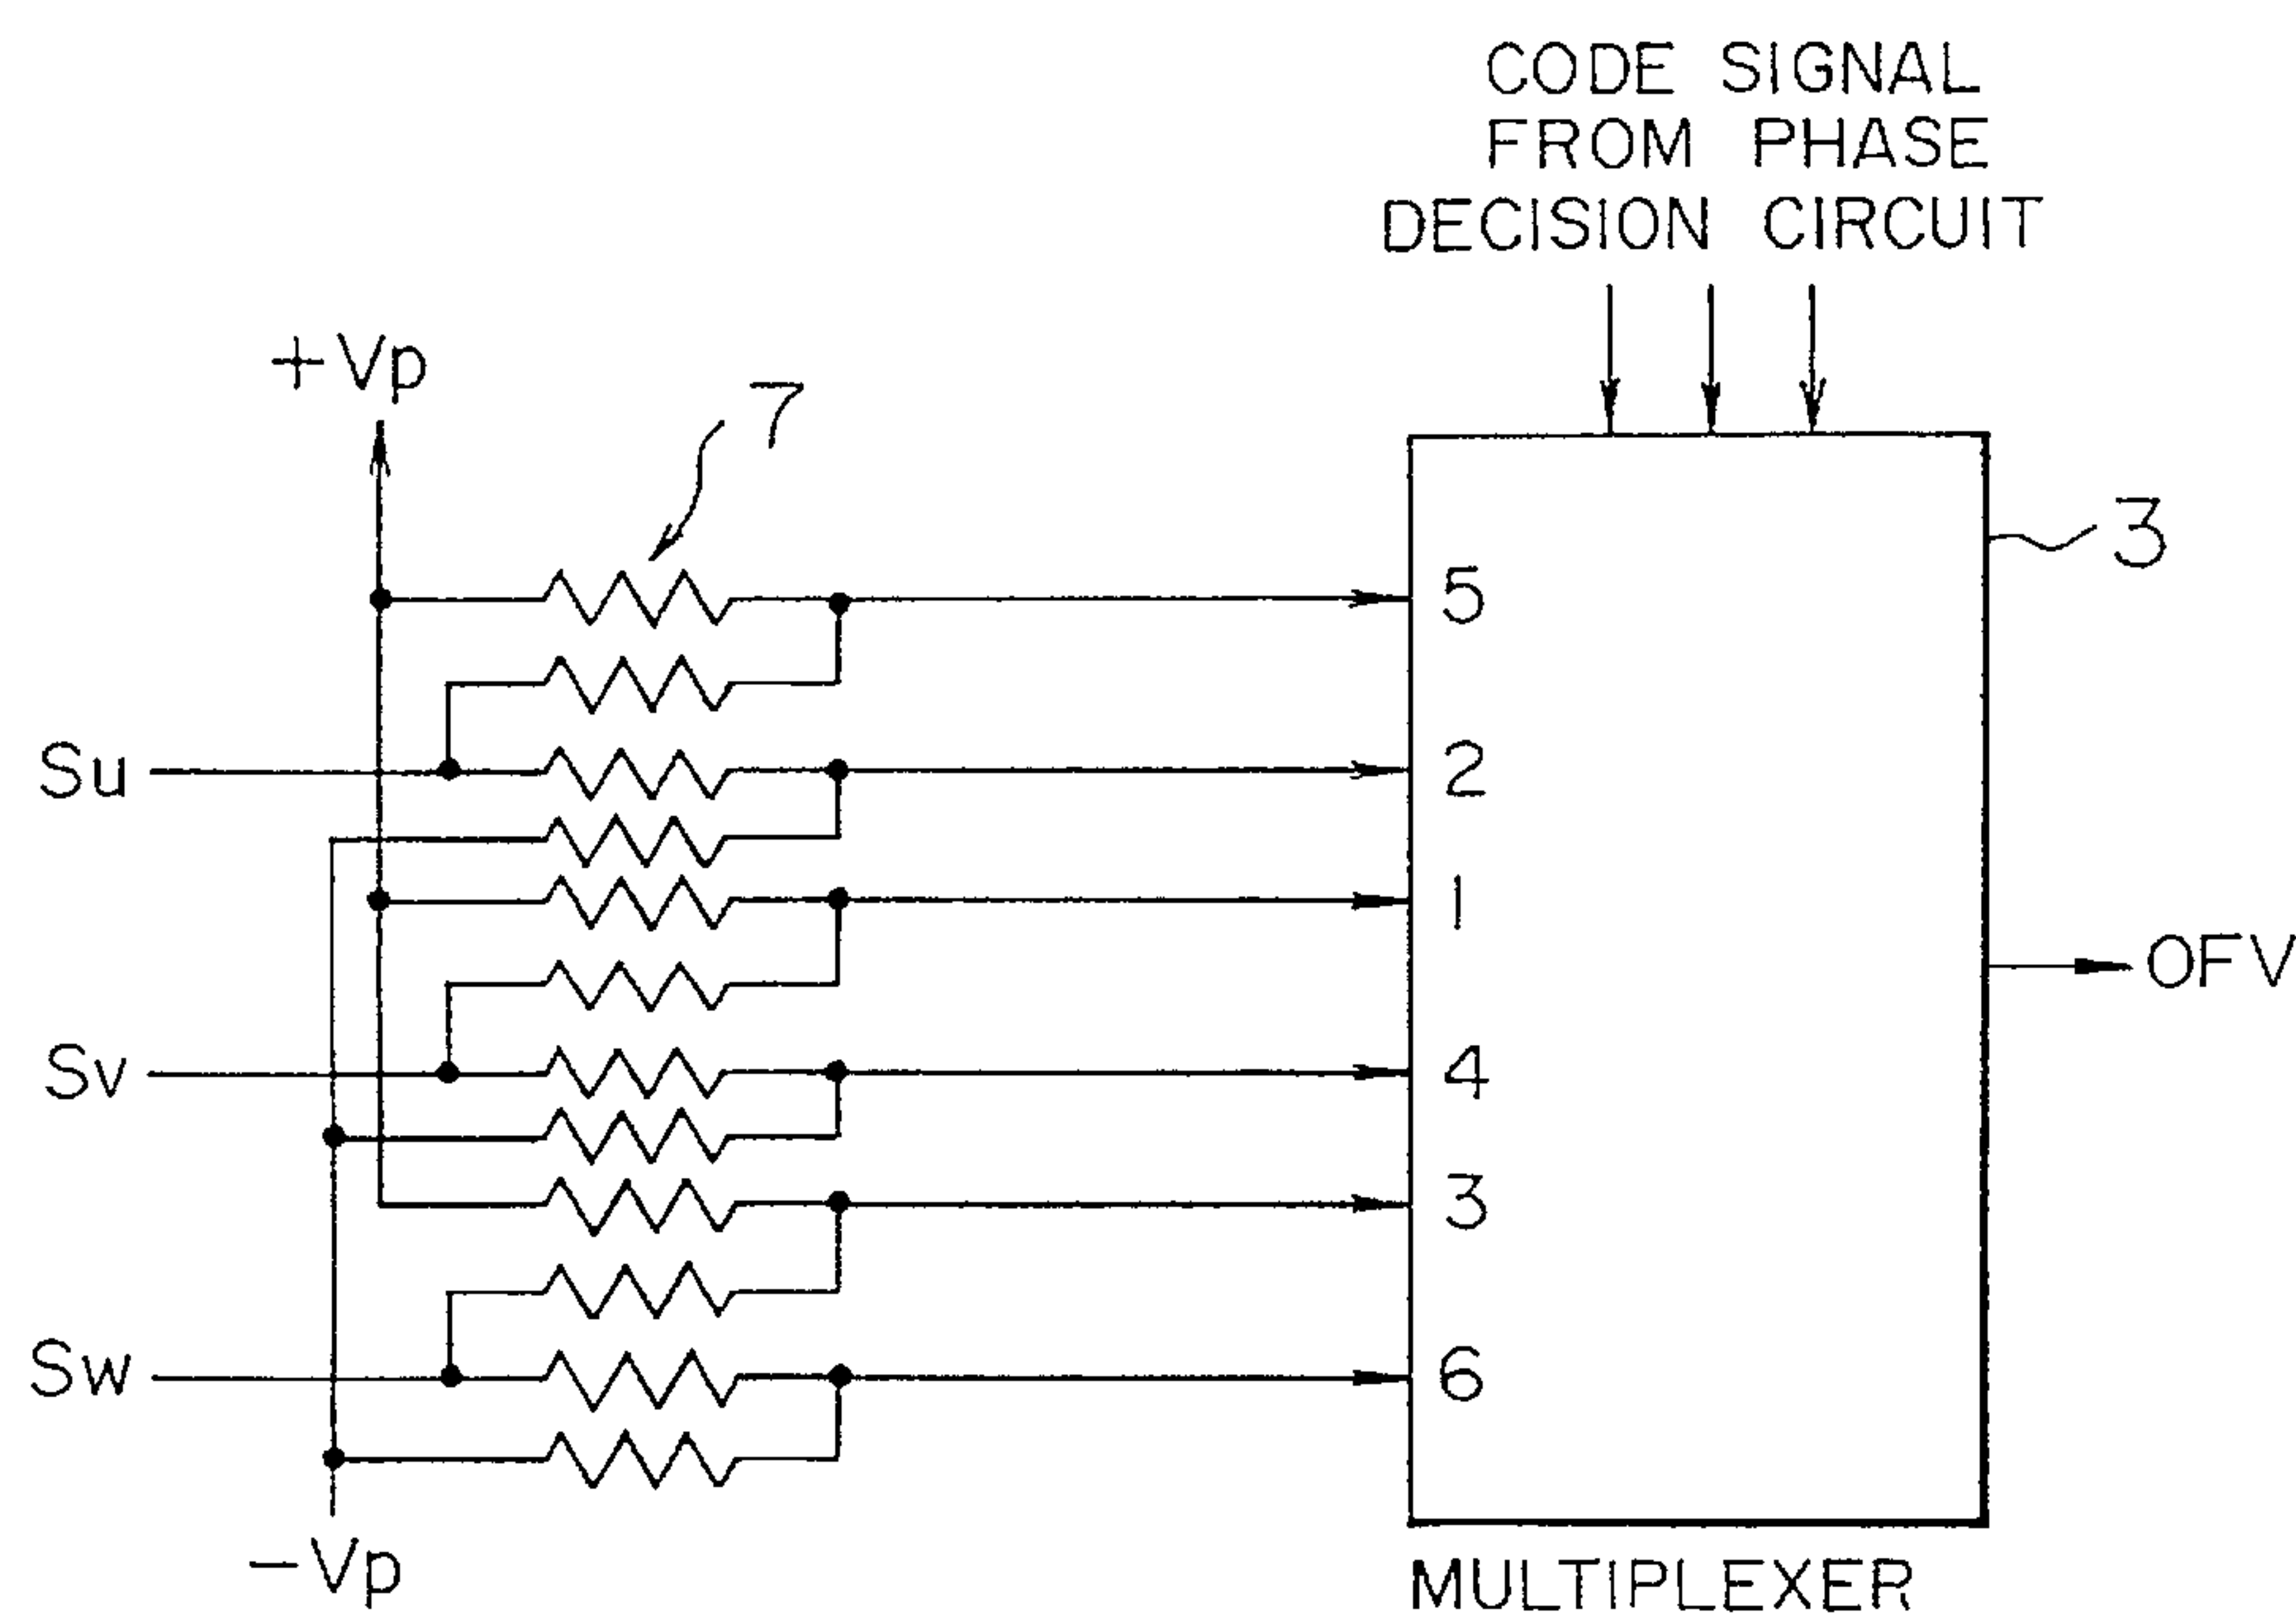 CODE SIGNAL
FROM PHASE
DECISION CIRCUIT
+Vp
7
3
5
Su
2
1
OFV
Sv
4
3
Sw
6
-Vp
MULTIPLEXER